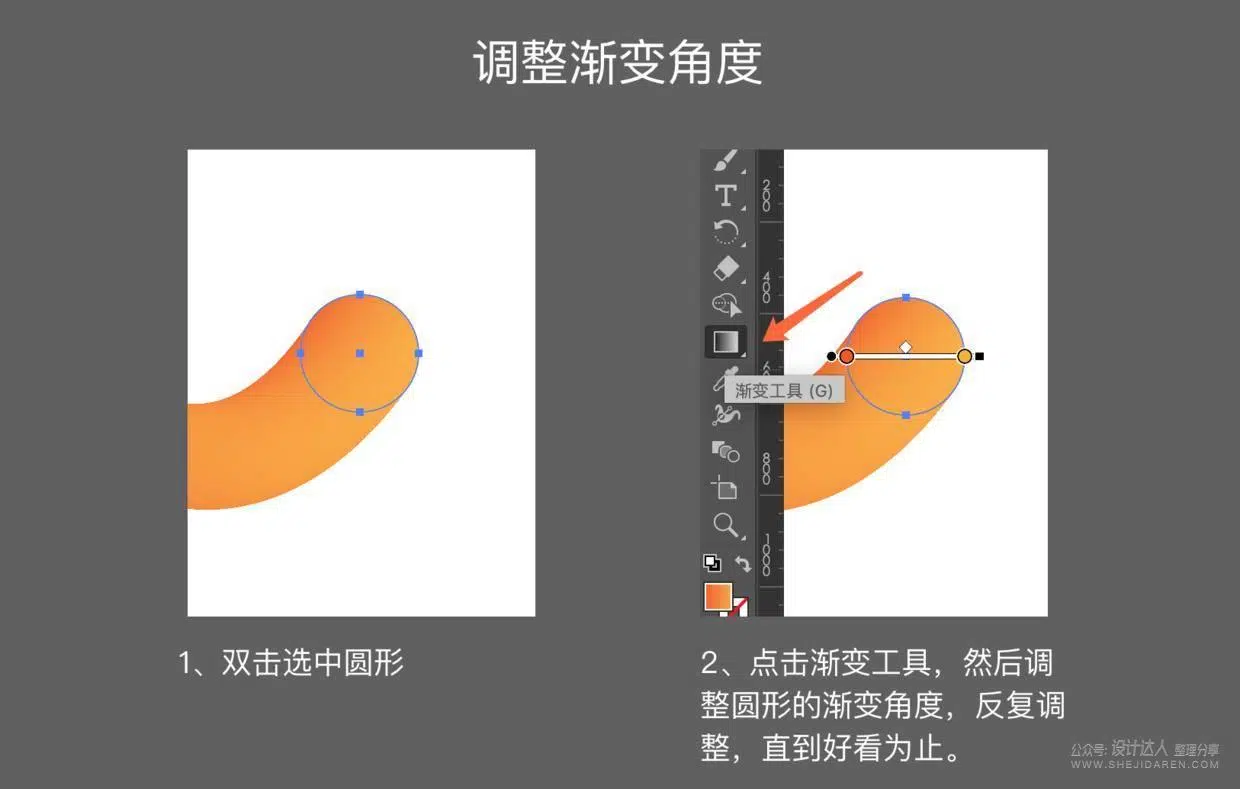 调整渐变角度
200
400
6
渐变工具 (G)
800
1000
1、双击选中圆形
2、点击渐变工具，然后调
整圆形的渐变角度，反复调
整，直到好看为止。
公众号: 设计达人 整理分享
WWW.SHEJIDAREN.COM